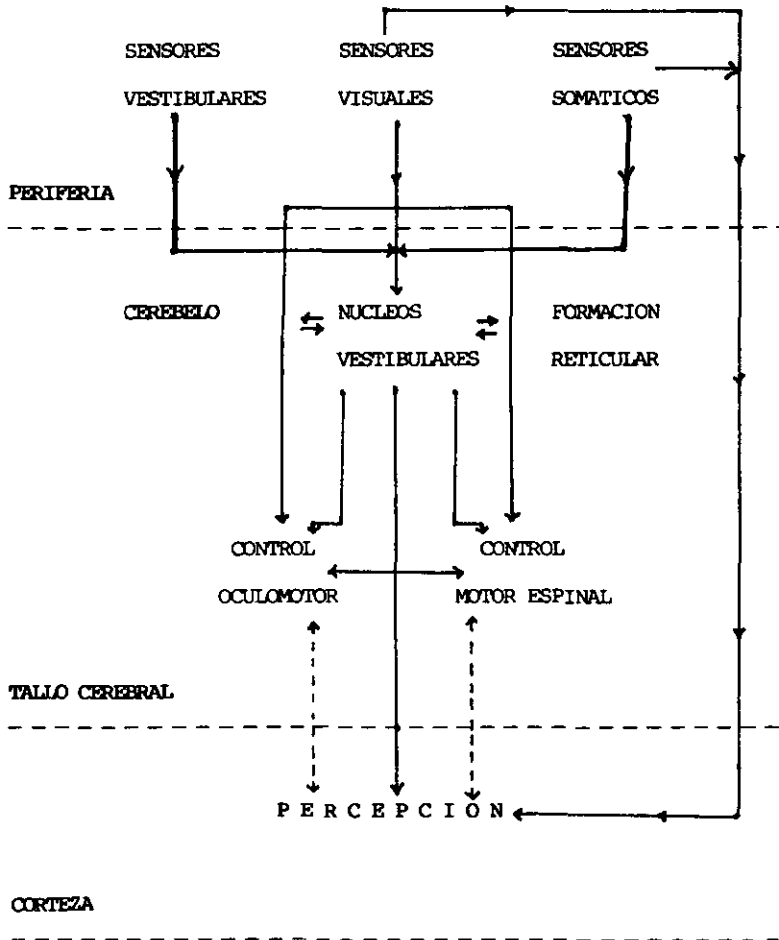 SENSORES SENSORES SENSORES
VESTIBULARES VISUALES SOMATICOS
PERIFERIA
CEREBELO NUCLEOS FORMACION
VESTIBULARES RETICULAR
CONTROL CONTROL
OCULOMOTOR MOTOR ESPINAL
TALLO CEREBRAL
P E R C E P C I O N
CORTEZA